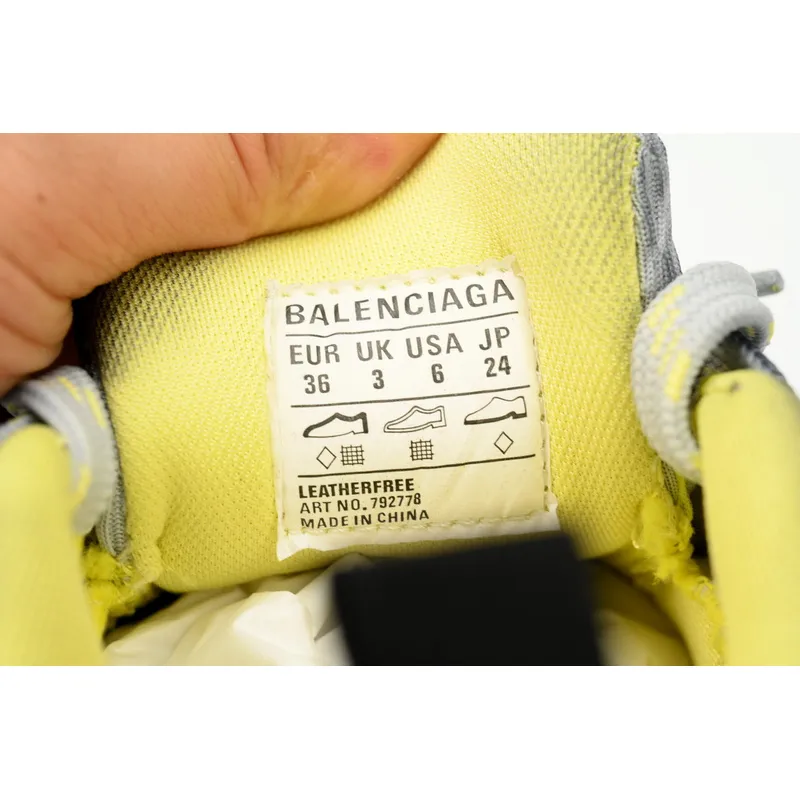 BALENCIAGA
EUR UK USA JP
36 3 6 24
LEATHERFREE
ART NO. 792778
MADE IN CHINA